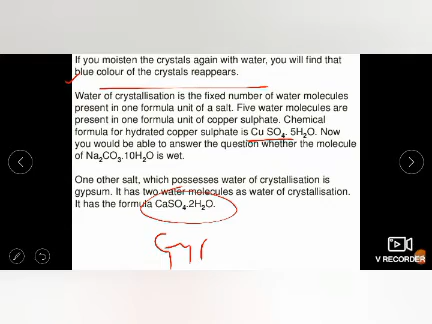 If you moisten the crystals again with water, you will find that
blue colour of the crystals reappears.
Water of crystallisation is the fixed number of water molecules
present in one formula unit of a salt. Five water molecules are
present in one formula unit of copper sulphate. Chemical
formula for hydrated copper sulphate is Cu SO₄. 5H₂O. Now
you would be able to answer the question whether the molecule
of Na₂CO₃.10H₂O is wet.
One other salt, which possesses water of crystallisation is
gypsum. It has two water molecules as water of crystallisation.
It has the formula CaSO₄.2H₂O.
Gyp
V RECORDER